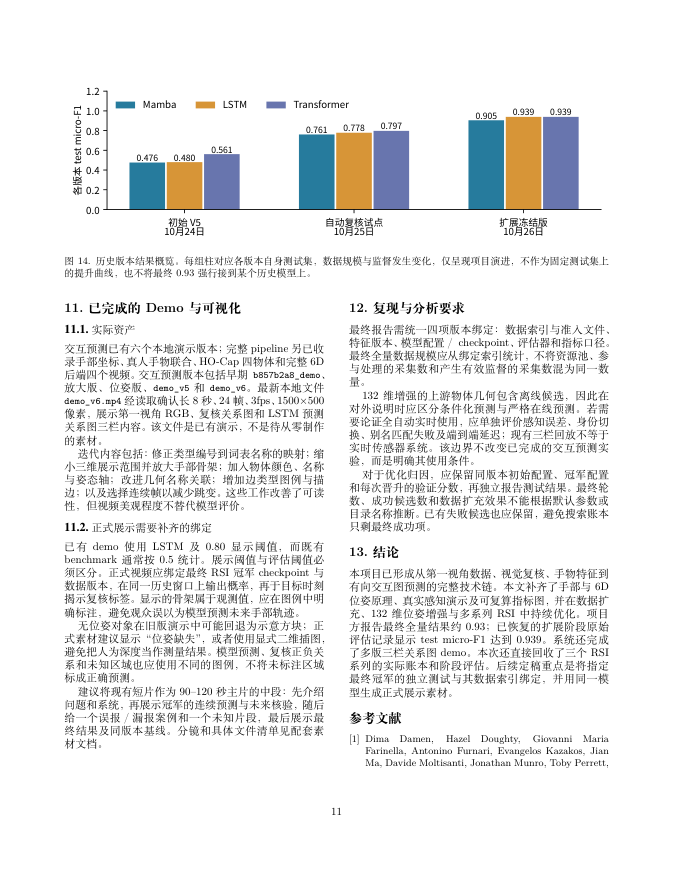 1.2
1.0
0.8
0.6
0.4
0.2
0.0
各版本 test micro-F1
Mamba LSTM Transformer
0.476 0.480 0.561
0.761 0.778 0.797
0.905 0.939 0.939
初始 V5
10月24日
自动复核试点
10月25日
扩展冻结版
10月26日
图 14. 历史版本结果概览。每组柱对应各版本自身测试集，数据规模与监督发生变化，仅呈现项目演进，不作为固定测试集上
的提升曲线，也不将最终 0.93 强行接到某个历史模型上。
11. 已完成的 Demo 与可视化
11.1. 实际资产
交互预测已有六个本地演示版本；完整 pipeline 另已收
录手部坐标、真人手物联合、HO-Cap 四物体和完整 6D
后端四个视频。交互预测版本包括早期 b857b2a8_demo、
放大版、位姿版、demo_v5 和 demo_v6。最新本地文件
demo_v6.mp4 经读取确认长 8 秒、24 帧、3fps、1500×500
像素，展示第一视角 RGB、复核关系图和 LSTM 预测
关系图三栏内容。该文件是已有演示，不是待从零制作
的素材。
迭代内容包括：修正类型编号到词表名称的映射；缩
小三维展示范围并放大手部骨架；加入物体颜色、名称
与姿态轴；改进几何名称关联；增加边类型图例与描
边；以及选择连续帧以减少跳变。这些工作改善了可读
性，但视频美观程度不替代模型评价。
11.2. 正式展示需要补齐的绑定
已有 demo 使用 LSTM 及 0.80 显示阈值，而既有
benchmark 通常按 0.5 统计。展示阈值与评估阈值必
须区分。正式视频应绑定最终 RSI 冠军 checkpoint 与
数据版本，在同一历史窗口上输出概率，再于目标时刻
揭示复核标签。显示的骨架属于观测值，应在图例中明
确标注，避免观众误以为模型预测未来手部轨迹。
无位姿对象在旧版演示中可能回退为示意方块；正
式素材建议显示 “位姿缺失”，或者使用显式二维插图，
避免把人为深度当作测量结果。模型预测、复核正负关
系和未知区域也应使用不同的图例，不将未标注区域
标成正确预测。
建议将现有短片作为 90–120 秒主片的中段：先介绍
问题和系统，再展示冠军的连续预测与未来核验，随后
给一个误报 / 漏报案例和一个未知片段，最后展示最
终结果及同版本基线。分镜和具体文件清单见配套素
材文档。
12. 复现与分析要求
最终报告需统一四项版本绑定：数据索引与准入文件、
特征版本、模型配置 / checkpoint、评估器和指标口径。
最终全量数据规模应从绑定索引统计，不将资源池、参
与处理的采集数和产生有效监督的采集数混为同一数
量。
132 维增强的上游物体几何包含离线候选，因此在
对外说明时应区分条件化预测与严格在线预测。若需
要论证全自动实时使用，应单独评价感知误差、身份切
换、别名匹配失败及端到端延迟；现有三栏回放不等于
实时传感器系统。该边界不改变已完成的交互预测实
验，而是明确其使用条件。
对于优化归因，应保留同版本初始配置、冠军配置
和每次晋升的验证分数，再独立报告测试结果。最终轮
数、成功候选数和数据扩充效果不能根据默认参数或
目录名称推断。已有失败候选也应保留，避免搜索账本
只剩最终成功项。
13. 结论
本项目已形成从第一视角数据、视觉复核、手物特征到
有向交互图预测的完整技术链。本文补齐了手部与 6D
位姿原理、真实感知演示及可复算指标图，并在数据扩
充、132 维位姿增强与多系列 RSI 中持续优化。项目
方报告最终全量结果约 0.93；已恢复的扩展阶段原始
评估记录显示 test micro-F1 达到 0.939。系统还完成
了多版三栏关系图 demo。本次还直接回收了三个 RSI
系列的实际账本和阶段评估。后续定稿重点是将指定
最终冠军的独立测试与其数据索引绑定，并用同一模
型生成正式展示素材。
参考文献
[1] Dima Damen, Hazel Doughty, Giovanni Maria
Farinella, Antonino Furnari, Evangelos Kazakos, Jian
Ma, Davide Moltisanti, Jonathan Munro, Toby Perrett,
11